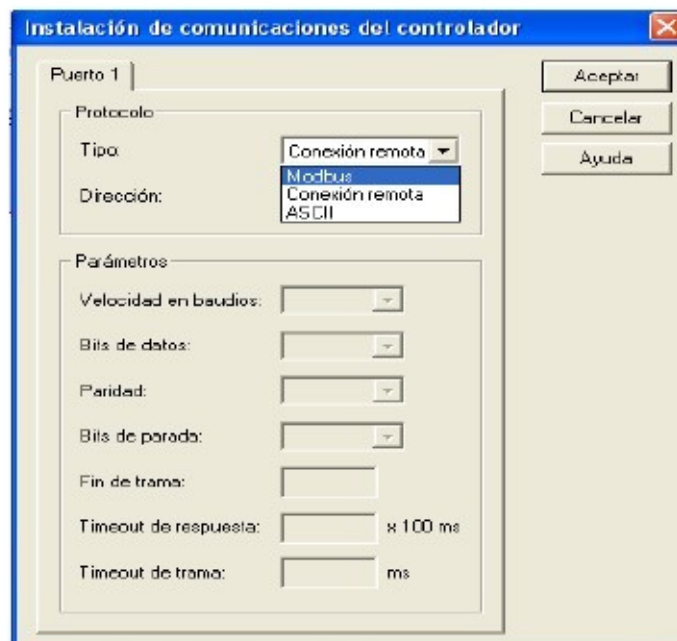 Instalación de comunicaciones del controlador
Puerto 1
Aceptar
Protocolo
Cancelar
Tipo:
Conexión remota
Ayuda
Modbus
Dirección:
Conexión remota
ASCII
Parámetros
Velocidad en baudios:
Bits de datos:
Paridad:
Bits de parada:
Fin de trama:
Timeout de respuesta: x 100 ms
Timeout de trama: ms